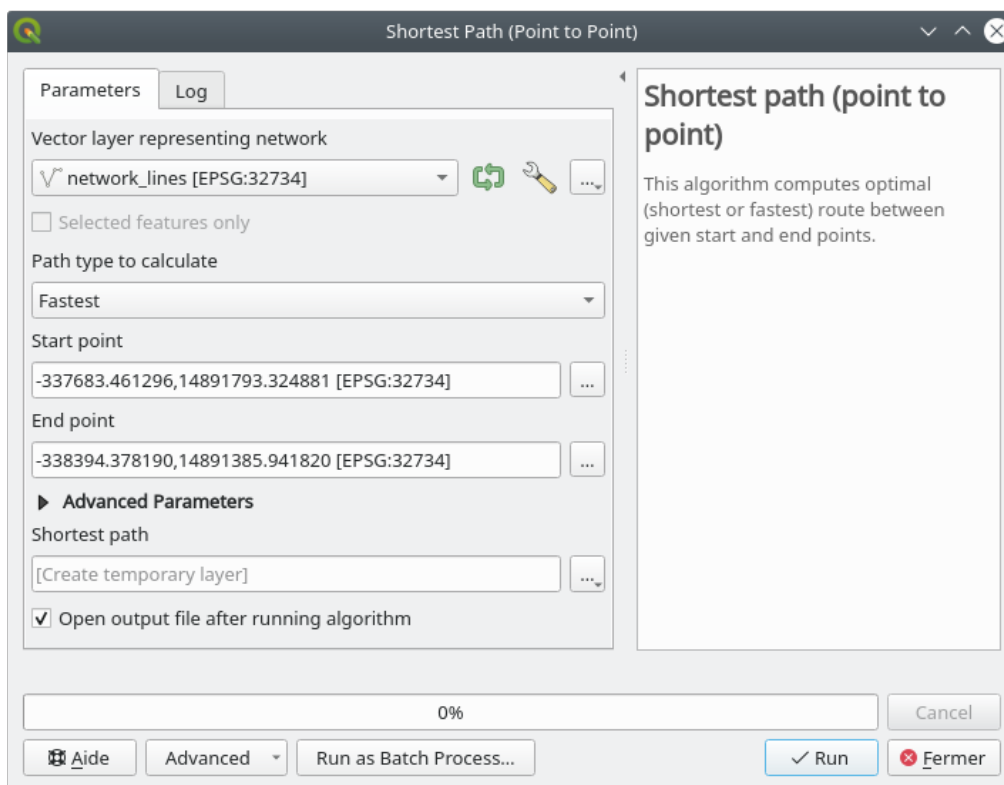 Shortest Path (Point to Point)
Parameters
Log
Vector layer representing network
network_lines [EPSG:32734]
...
Selected features only
Path type to calculate
Fastest
Start point
-337683.461296,14891793.324881 [EPSG:32734]
...
End point
-338394.378190,14891385.941820 [EPSG:32734]
...
Advanced Parameters
Shortest path
[Create temporary layer]
...
Open output file after running algorithm
Shortest path (point to
point)
This algorithm computes optimal
(shortest or fastest) route between
given start and end points.
0%
Cancel
Aide
Advanced
Run as Batch Process...
Run
Fermer